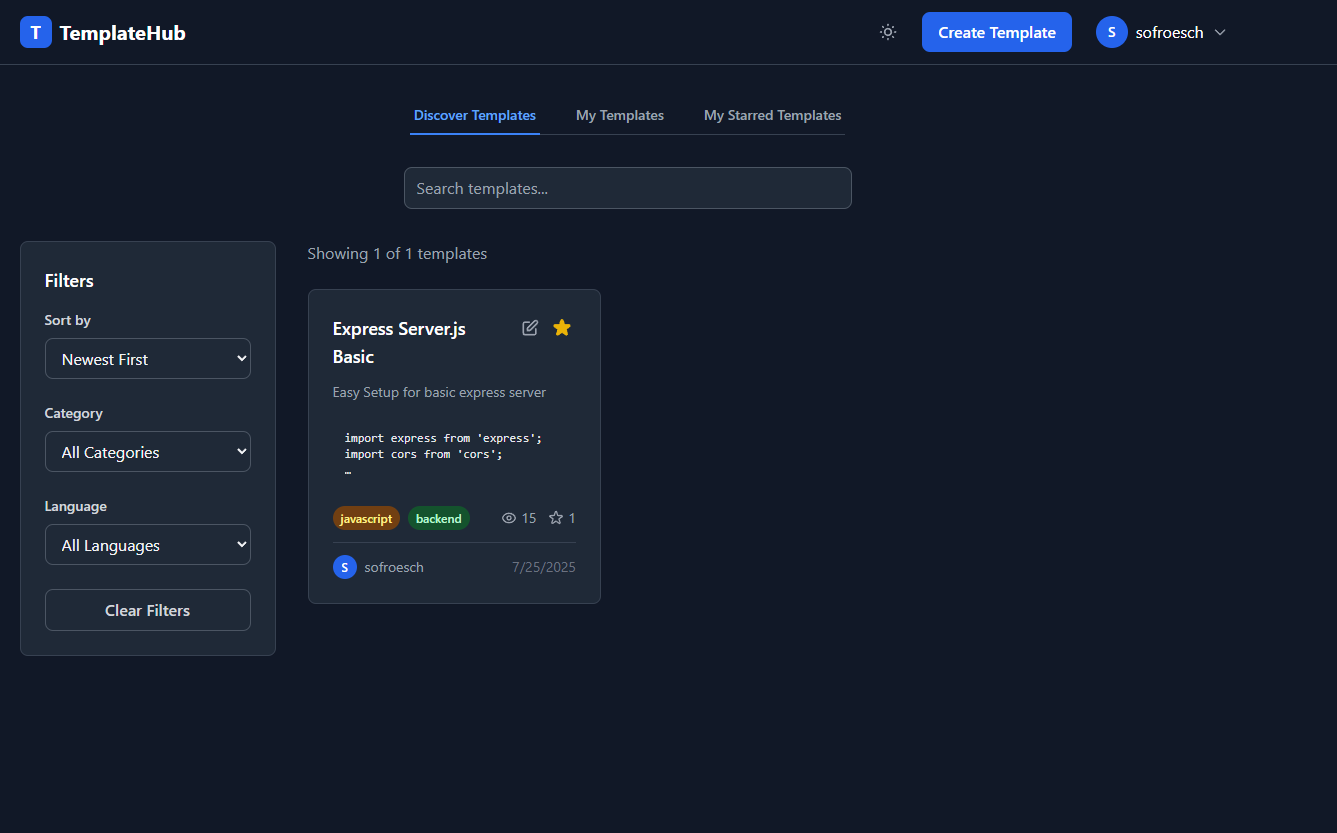 T TemplateHub
Create Template
S sofroesch
Discover Templates
My Templates
My Starred Templates
Search templates...
Filters
Sort by
Newest First
Category
All Categories
Language
All Languages
Clear Filters
Showing 1 of 1 templates
Express Server.js
Basic
Easy Setup for basic express server
import express from 'express';
import cors from 'cors';
…
javascript
backend
15
1
S sofroesch
7/25/2025